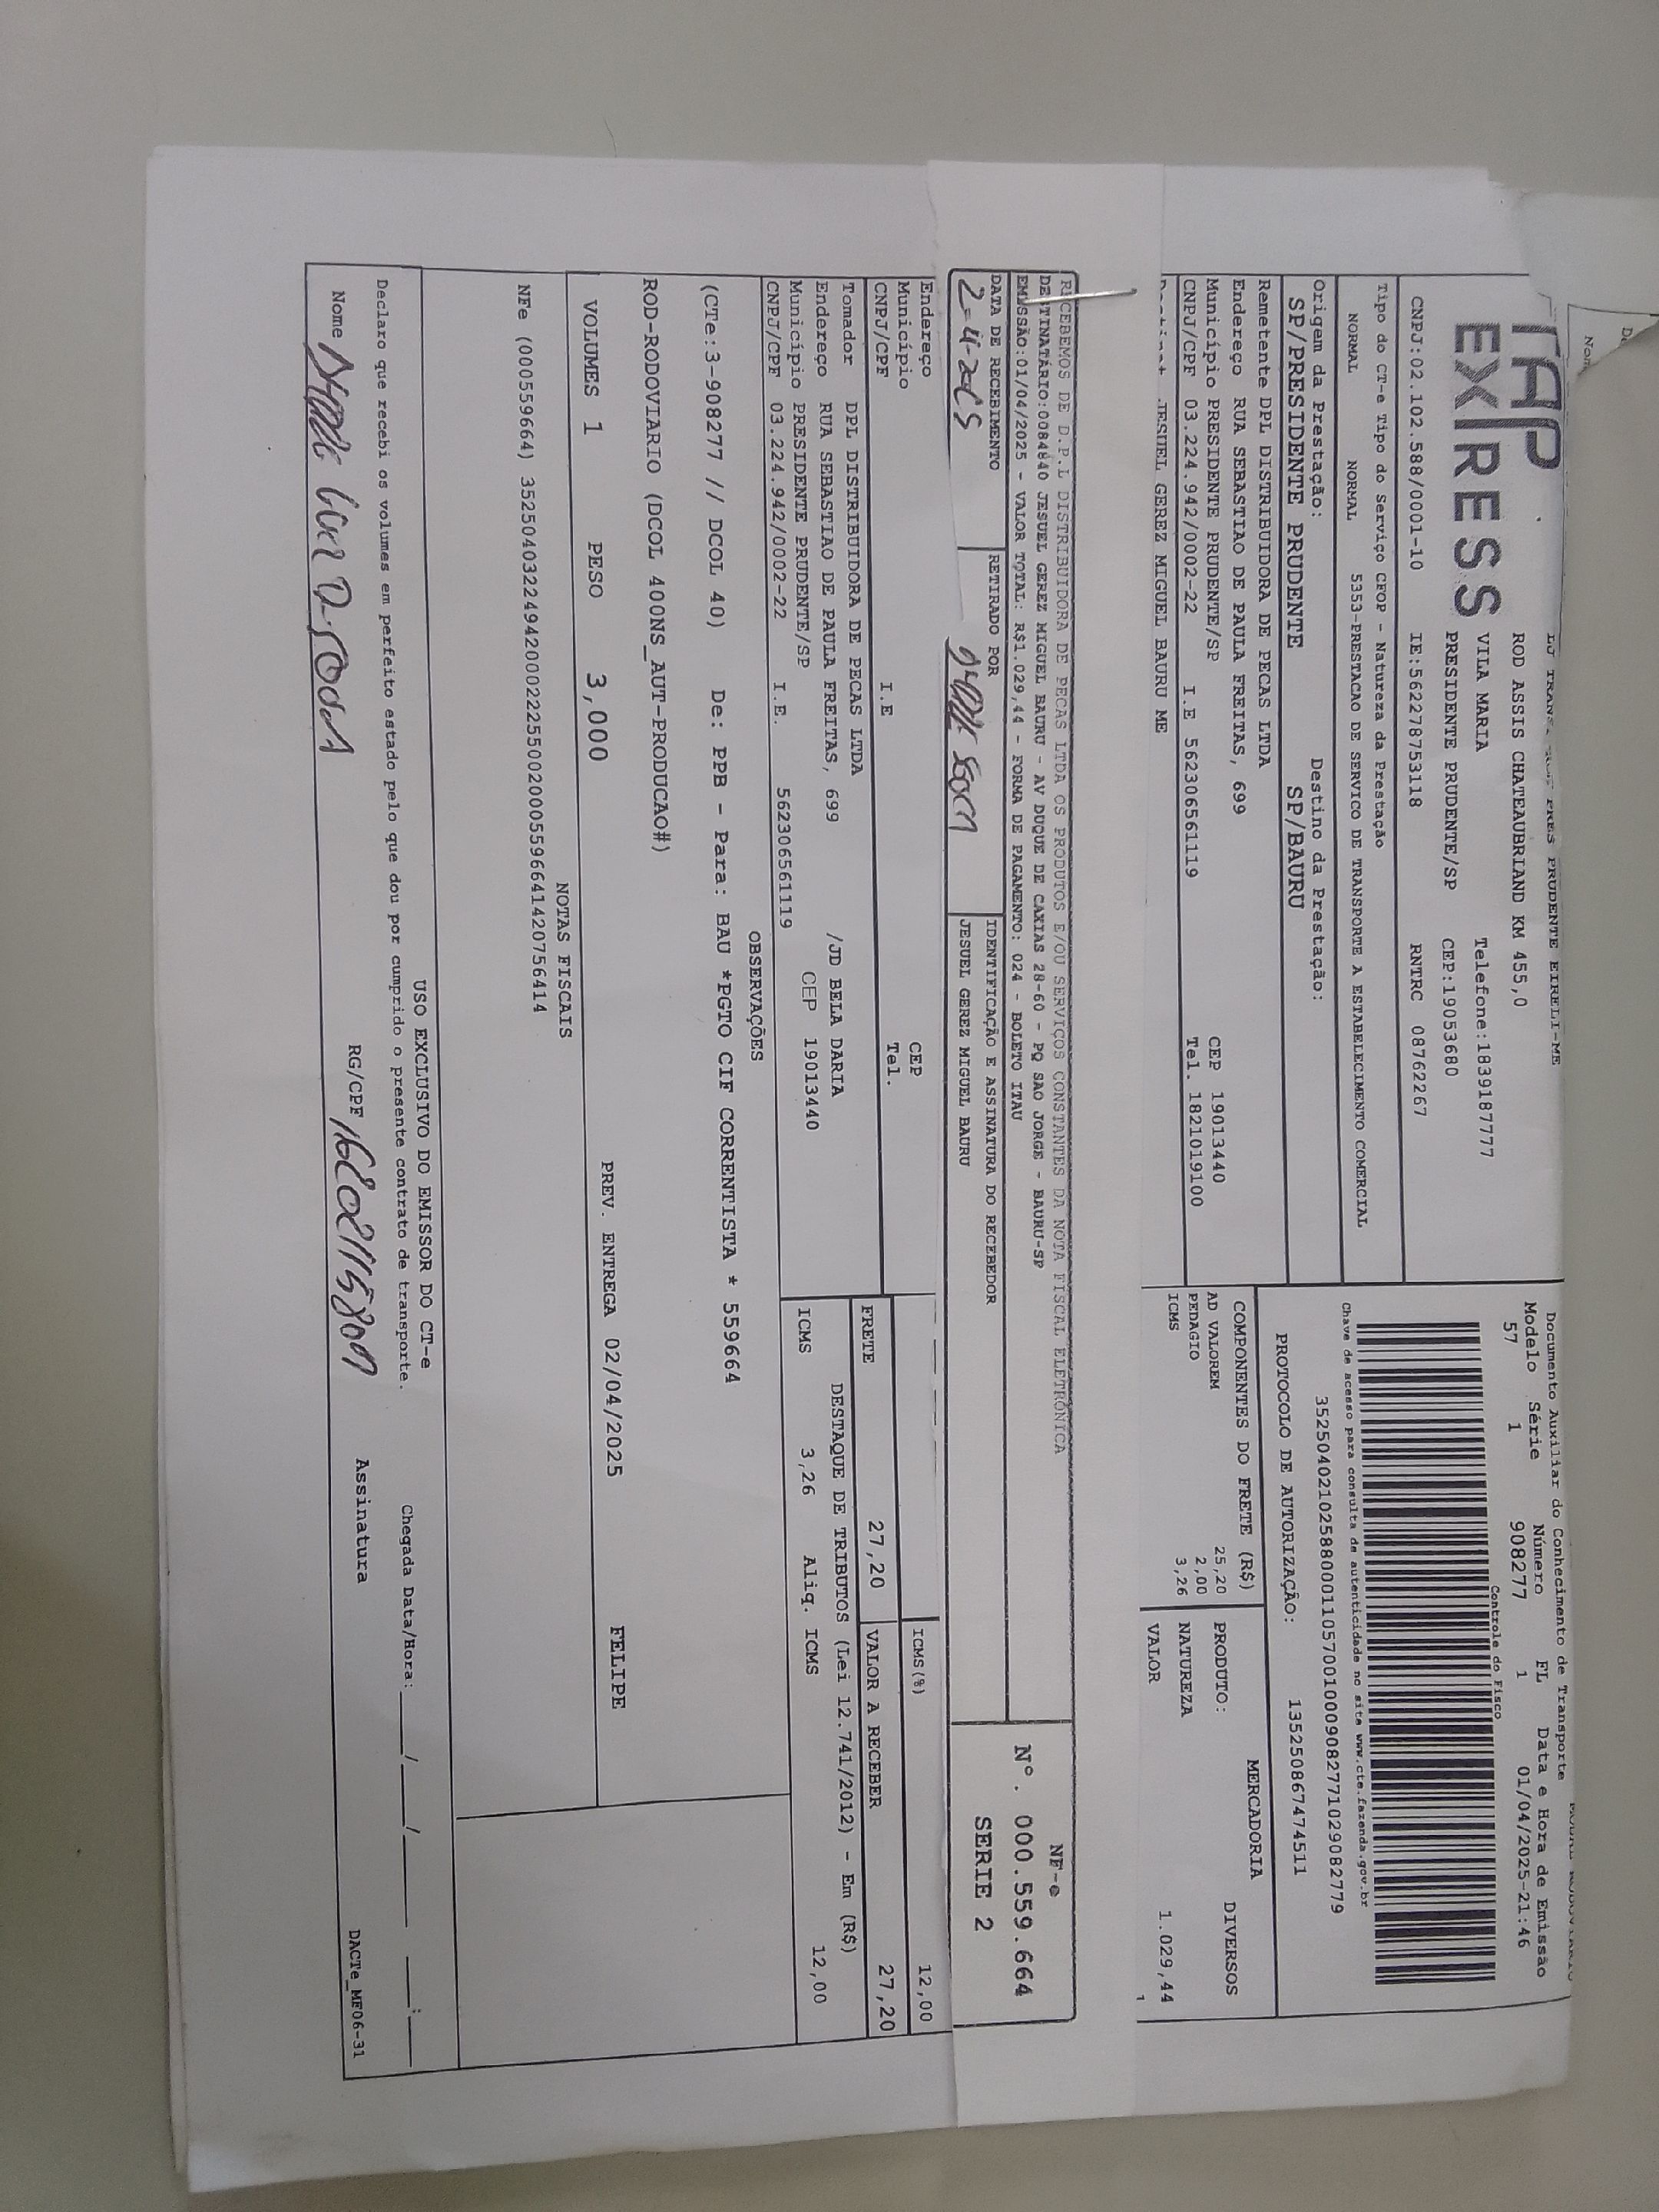 TAP
EXPRESS
PRES PRUDENTE EIRELI-ME
ROD ASSIS CHATEAUBRIAND KM 455,0
VILA MARIA Telefone:1839187777
PRESIDENTE PRUDENTE/SP CEP:19053680
CNPJ:02.102.588/0001-10 IE:562278753118 RNTRC 08762267
Documento Auxiliar do Conhecimento de Transporte
Modelo Série Número FL Data e Hora de Emissão
57 1 908277 1 01/04/2025-21:46
Controle do Fisco
Chave de acesso para consulta de autenticidade no site www.cte.fazenda.gov.br
35250402102588000110570010009082771029082779
PROTOCOLO DE AUTORIZAÇÃO: 135250867474511
Tipo do CT-e Tipo do Serviço CFOP - Natureza da Prestação
NORMAL NORMAL 5353-PRESTACAO DE SERVICO DE TRANSPORTE A ESTABELECIMENTO COMERCIAL
Origem da Prestação: Destino da Prestação:
SP/PRESIDENTE PRUDENTE SP/BAURU
Remetente DPL DISTRIBUIDORA DE PECAS LTDA
Endereço RUA SEBASTIAO DE PAULA FREITAS, 699
Município PRESIDENTE PRUDENTE/SP CEP 19013440
CNPJ/CPF 03.224.942/0002-22 I.E 562306561119 Tel. 1821019100
JESUEL GEREZ MIGUEL BAURU ME
COMPONENTES DO FRETE (R$)
AD VALOREM 25,20
PEDAGIO 2,00
ICMS 3,26
MERCADORIA
PRODUTO: DIVERSOS
NATUREZA
VALOR 1.029,44
RECEBEMOS DE D.P.L DISTRIBUIDORA DE PECAS LTDA OS PRODUTOS E/OU SERVIÇOS CONSTANTES DA NOTA FISCAL ELETRÔNICA
DESTINATÁRIO:0084840 JESUEL GEREZ MIGUEL BAURU - AV DUQUE DE CAXIAS 28-60 - PQ SAO JORGE - BAURU-SP
EMISSÃO:01/04/2025 - VALOR TOTAL: R$1.029,44 - FORMA DE PAGAMENTO: 024 - BOLETO ITAU
DATA DE RECEBIMENTO RETIRADO POR IDENTIFICAÇÃO E ASSINATURA DO RECEBEDOR
JESUEL GEREZ MIGUEL BAURU
NF-e
Nº. 000.559.664
SERIE 2
Endereço CEP
Município Tel.
CNPJ/CPF I.E
ICMS(%) 12,00
FRETE 27,20 VALOR A RECEBER 27,20
Tomador DPL DISTRIBUIDORA DE PECAS LTDA
Endereço RUA SEBASTIAO DE PAULA FREITAS, 699 /JD BELA DARIA
Município PRESIDENTE PRUDENTE/SP CEP 19013440
CNPJ/CPF 03.224.942/0002-22 I.E. 562306561119
DESTAQUE DE TRIBUTOS (Lei 12.741/2012) - Em (R$)
ICMS 3,26 Aliq. ICMS 12,00
OBSERVAÇÕES
(CTe:3-908277 // DCOL 40) De: PPB - Para: BAU *PGTO CIF CORRENTISTA * 559664
ROD-RODOVIARIO (DCOL 400NS_AUT-PRODUCAO#)
VOLUMES 1 PESO 3,000 PREV. ENTREGA 02/04/2025 FELIPE
NOTAS FISCAIS
NFe (000559664) 35250403224942000222550020005596641420756414
USO EXCLUSIVO DO EMISSOR DO CT-e
Declaro que recebi os volumes em perfeito estado pelo que dou por cumprido o presente contrato de transporte.
Chegada Data/Hora:___/___/____ ___:___
Nome RG/CPF Assinatura
DACTe_MF06-31